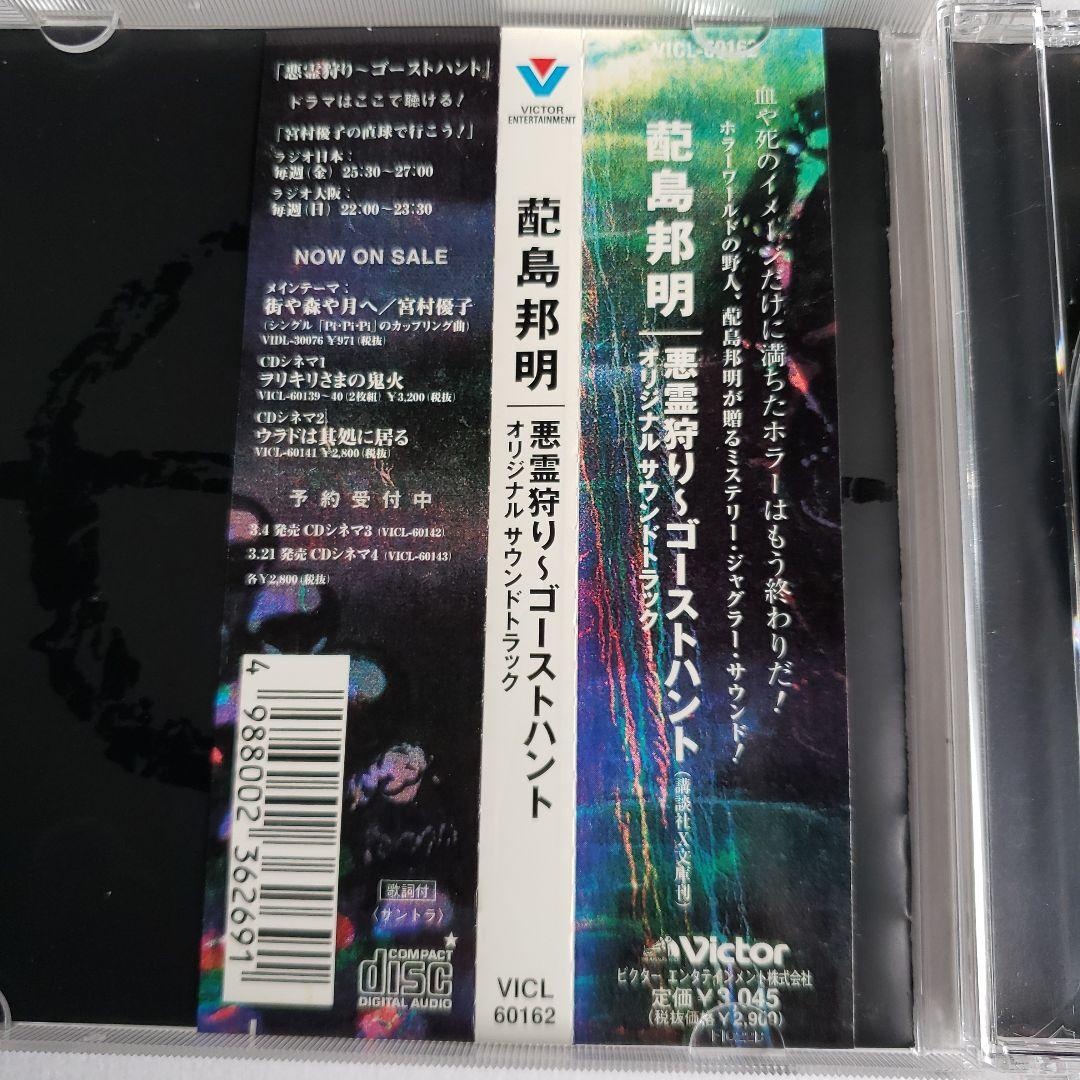 「悪霊狩り～ゴーストハント」
ドラマはここで聴ける！
「宮村優子の直球で行こう！」
ラジオ日本：
毎週（金）25:30～27:00
ラジオ大阪：
毎週（日）22:00～23:30
NOW ON SALE
メインテーマ：
街や森や月へ／宮村優子
（シングル「Pi・Pi・Pi」のカップリング曲）
VIDL-30076 ￥971（税抜）
CDシネマ1
ヲリキリさまの鬼火
VICL-60139～40（2枚組）￥3,200（税抜）
CDシネマ2
ウラドは其処に居る
VICL-60141 ￥2,800（税抜）
予約受付中
3.4 発売 CDシネマ3（VICL-60142）
3.21 発売 CDシネマ4（VICL-60143）
各￥2,800（税抜）
4 988002 362691
歌詞付
〈サントラ〉
COMPACT
disc
DIGITAL AUDIO
VICTOR
ENTERTAINMENT
蓜島邦明
悪霊狩り～ゴーストハント
オリジナル サウンドトラック
VICL
60162
VICL-60162
血や死のイメージだけに満ちたホラーはもう終わりだ！
ホラーワールドの野人、蓜島邦明が贈るミステリー・ジャグラー・サウンド！
蓜島邦明
悪霊狩り～ゴーストハント（講談社X文庫刊）
オリジナル サウンドトラック
Victor
ビクター エンタテインメント株式会社
定価￥3,045
（税抜価格￥2,900）